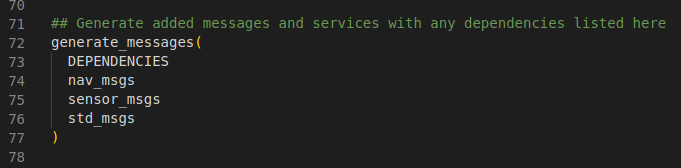 70
71 ## Generate added messages and services with any dependencies listed here
72 generate_messages(
73 DEPENDENCIES
74 nav_msgs
75 sensor_msgs
76 std_msgs
77 )
78